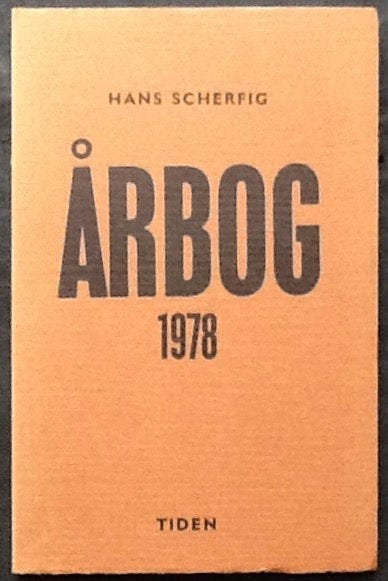 HANS SCHERFIG
ÅRBOG
1978
TIDEN